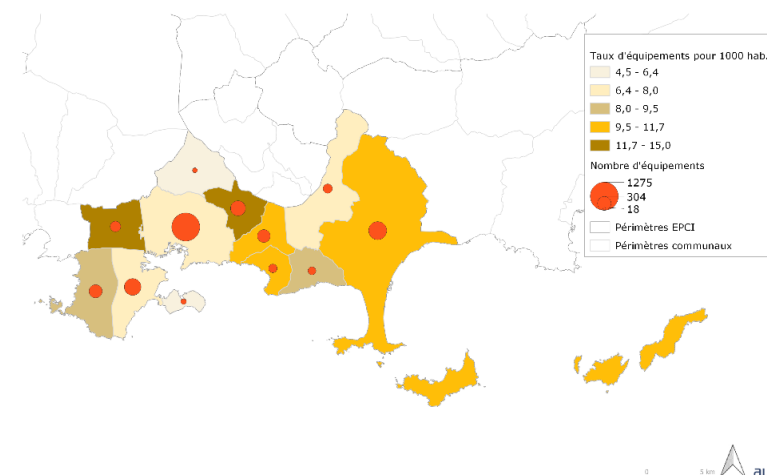 Taux d'équipements pour 1000 hab.
4,5 - 6,4
6,4 - 8,0
8,0 - 9,5
9,5 - 11,7
11,7 - 15,0
Nombre d'équipements
1275
304
18
Périmètres EPCI
Périmètres communaux
0 5 km